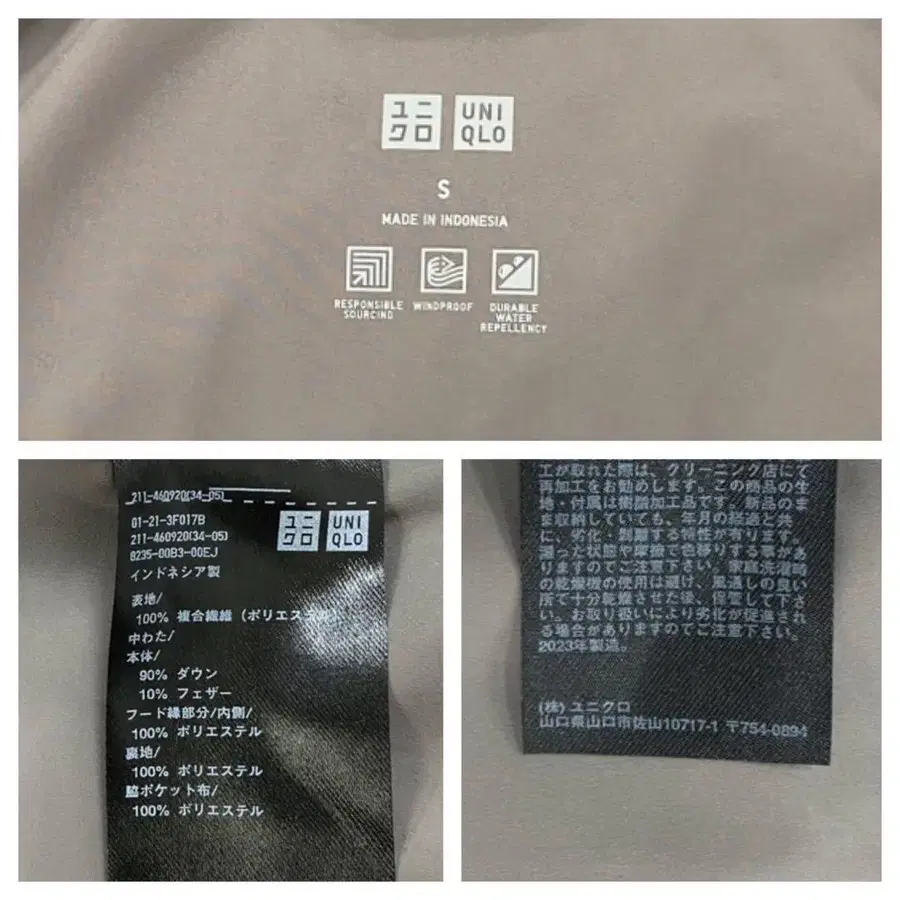 ユニ
クロ
UNI
QLO
S
MADE IN INDONESIA
RESPONSIBLE
SOURCING
WINDPROOF
DURABLE
WATER
REPELLENCY
211-460920(34-05)
01-21-3F017B
211-460920(34-05)
8235-00B3-00EJ
インドネシア製
ユニ
クロ
UNI
QLO
表地/
100% 複合繊維 (ポリエステル)
中わた/
本体/
90% ダウン
10% フェザー
フード縁部分/内側/
100% ポリエステル
裏地/
100% ポリエステル
脇ポケット布/
100% ポリエステル
工が取れた際は、クリーニング店にて
再加工をお勧めします。この商品の生
地・付属は樹脂加工品です。新品のま
ま収納していても、年月の経過と共
に、劣化・剥離する特性が有ります。
湿った状態や摩擦で色移りする事があ
りますのでご注意下さい。家庭洗濯時
の乾燥機の使用は避け、風通しの良い
所で十分乾燥させた後、保管して下さ
い。お取り扱いにより劣化が促進され
る場合がありますのでご注意下さい。
2023年製造。
(株) ユニクロ
山口県山口市佐山10717-1 〒754-0894